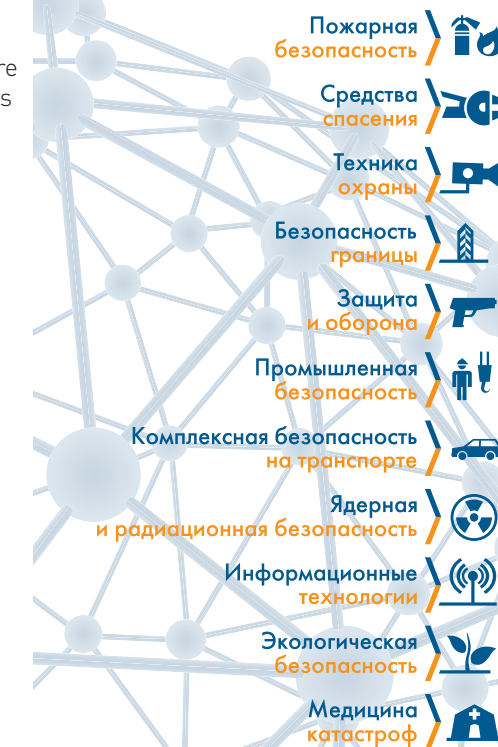 re
s
Пожарная
безопасность
Средства
спасения
Техника
охраны
Безопасность
границы
Защита
и оборона
Промышленная
безопасность
Комплексная безопасность
на транспорте
Ядерная
и радиационная безопасность
Информационные
технологии
Экологическая
безопасность
Медицина
катастроф